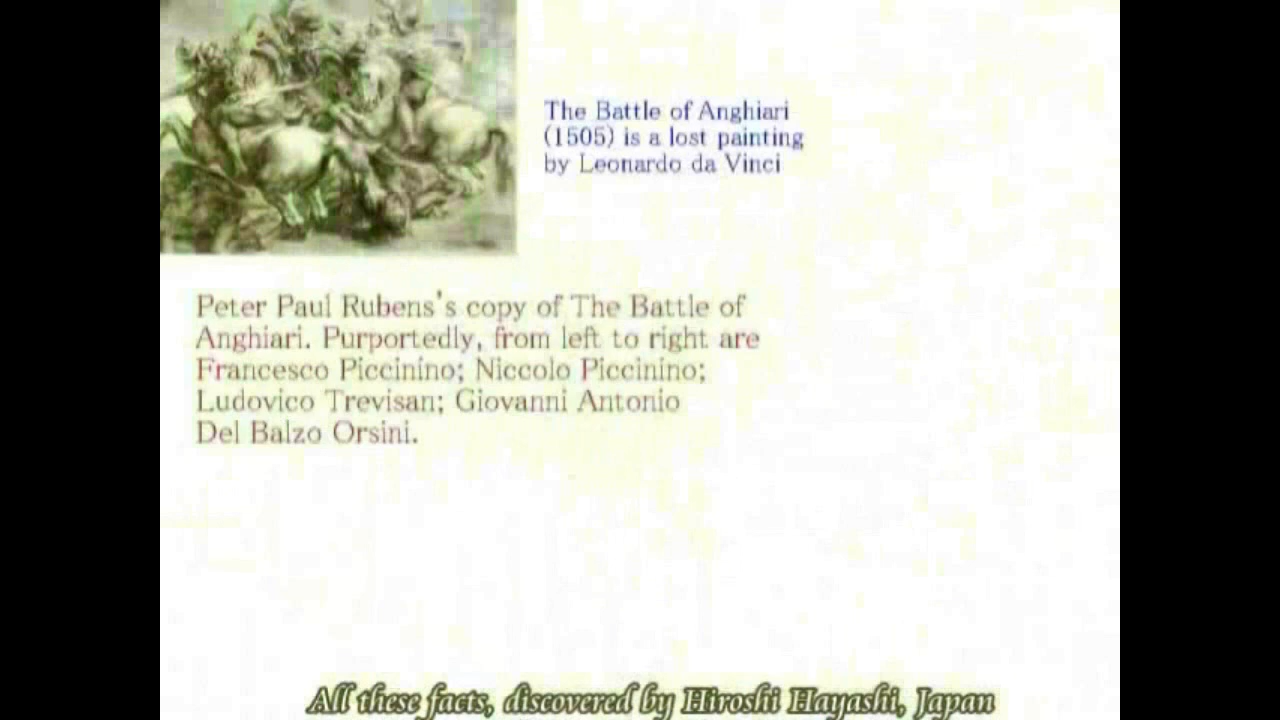 The Battle of Anghiari
(1505) is a lost painting
by Leonardo da Vinci
Peter Paul Rubens's copy of The Battle of
Anghiari. Purportedly, from left to right are
Francesco Piccinino; Niccolo Piccinino;
Ludovico Trevisan; Giovanni Antonio
Del Balzo Orsini.
All these facts, discovered by Hiroshi Hayashi, Japan